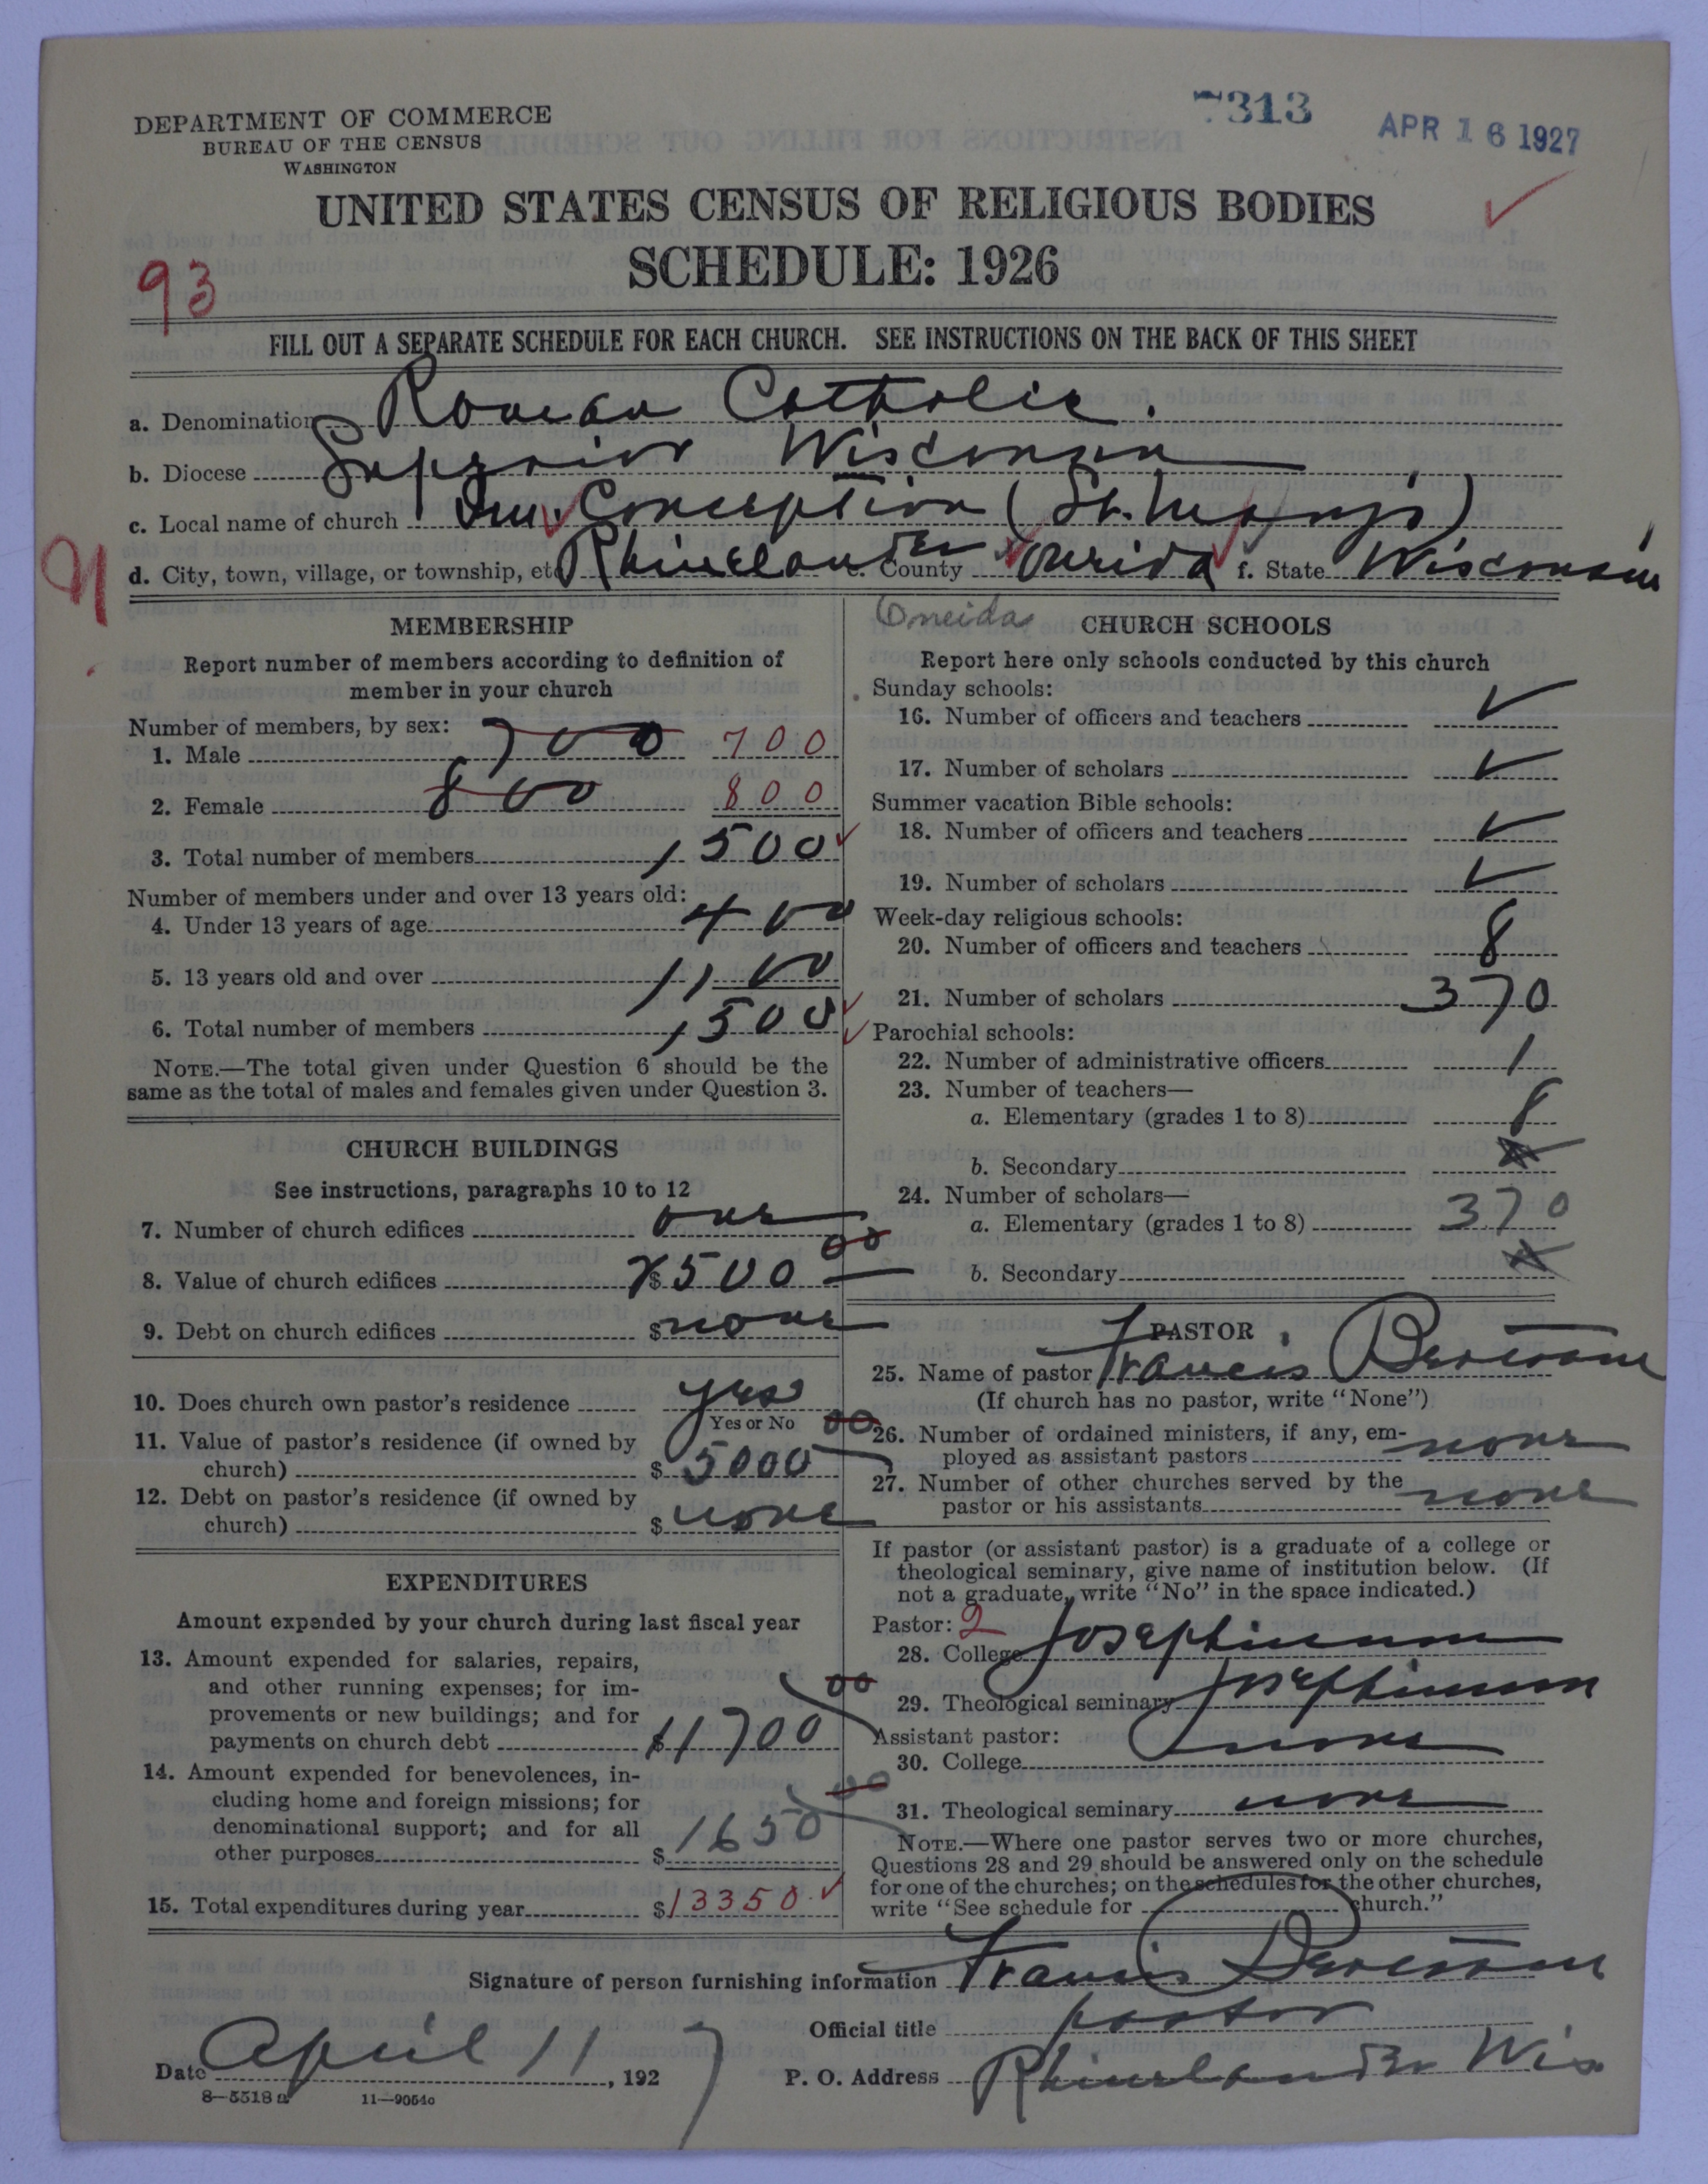 7313
APR 16 1927
DEPARTMENT OF COMMERCE
BUREAU OF THE CENSUS
WASHINGTON
UNITED STATES CENSUS OF RELIGIOUS BODIES
SCHEDULE: 1926
93
FILL OUT A SEPARATE SCHEDULE FOR EACH CHURCH. SEE INSTRUCTIONS ON THE BACK OF THIS SHEET
a. Denomination Roman Catholic.
b. Diocese Superior Wisconsin
c. Local name of church Im. Conception (St. Mary's)
d. City, town, village, or township, etc Rhinelander e. County Oneida f. State Wisconsin
91
Oneida
MEMBERSHIP
Report number of members according to definition of
member in your church
Number of members, by sex:
1. Male 700 700
2. Female 800 800
3. Total number of members 1500
Number of members under and over 13 years old:
4. Under 13 years of age 400
5. 13 years old and over 1100
6. Total number of members 1500
NOTE.—The total given under Question 6 should be the
same as the total of males and females given under Question 3.
CHURCH BUILDINGS
See instructions, paragraphs 10 to 12
7. Number of church edifices one
8. Value of church edifices $ 7500 00
9. Debt on church edifices $ none
10. Does church own pastor's residence yes
Yes or No
11. Value of pastor's residence (if owned by
church) $ 5000 00
12. Debt on pastor's residence (if owned by
church) $ none
EXPENDITURES
Amount expended by your church during last fiscal year
13. Amount expended for salaries, repairs,
and other running expenses; for im-
provements or new buildings; and for
payments on church debt $ 11700 00
14. Amount expended for benevolences, in-
cluding home and foreign missions; for
denominational support; and for all
other purposes $ 1650 00
15. Total expenditures during year $ 13350
CHURCH SCHOOLS
Report here only schools conducted by this church
Sunday schools:
16. Number of officers and teachers
17. Number of scholars
Summer vacation Bible schools:
18. Number of officers and teachers
19. Number of scholars
Week-day religious schools:
20. Number of officers and teachers 8
21. Number of scholars 370
Parochial schools:
22. Number of administrative officers 1
23. Number of teachers—
a. Elementary (grades 1 to 8) 8
b. Secondary
24. Number of scholars—
a. Elementary (grades 1 to 8) 370
b. Secondary
PASTOR
25. Name of pastor Francis
(If church has no pastor, write "None")
26. Number of ordained ministers, if any, em-
ployed as assistant pastors none
27. Number of other churches served by the
pastor or his assistants none
If pastor (or assistant pastor) is a graduate of a college or
theological seminary, give name of institution below. (If
not a graduate, write "No" in the space indicated.)
Pastor: 2
28. College Josephinum
29. Theological seminary Josephinum
Assistant pastor:
30. College none
31. Theological seminary none
NOTE.—Where one pastor serves two or more churches,
Questions 28 and 29 should be answered only on the schedule
for one of the churches; on the schedules for the other churches,
write "See schedule for church."
Signature of person furnishing information Francis
Official title pastor
Date April 11, 1927
P. O. Address Rhinelander Wis
8—5518 a
11—9054c